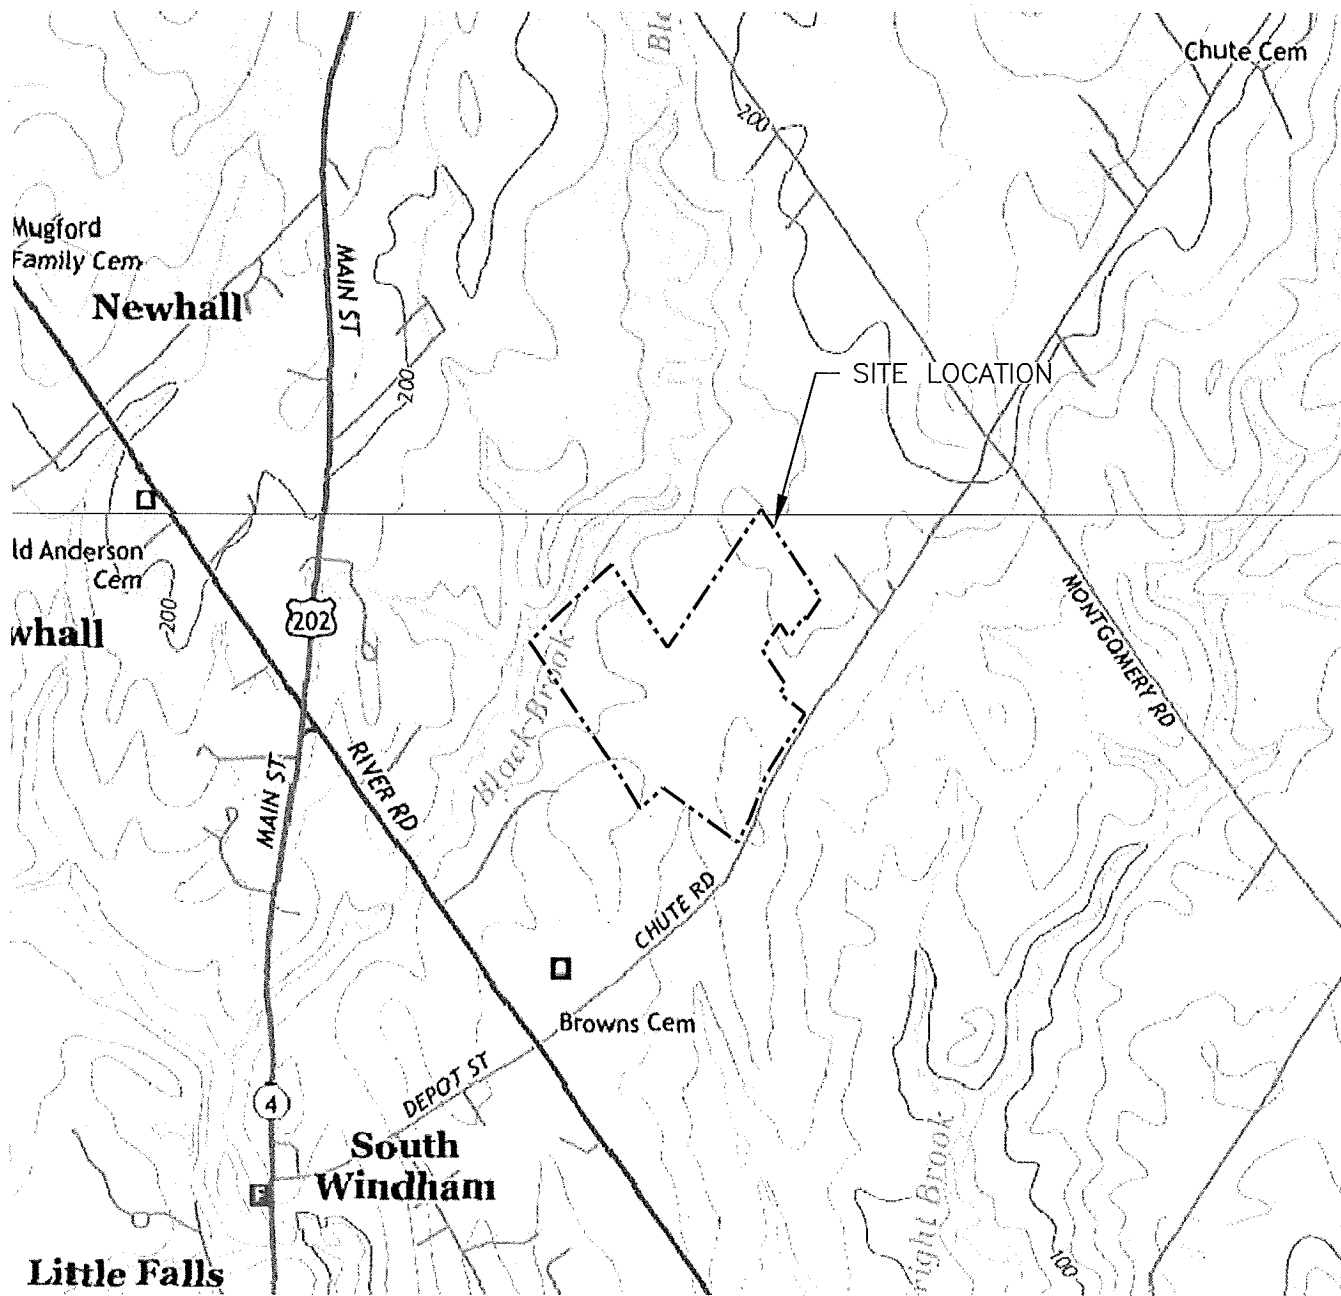 Chute Cem
200
Mugford
Family Cem
Newhall
MAIN ST
200
SITE LOCATION
ld Anderson
Cem
200
whall
202
MONTGOMERY RD
Black Brook
RIVER RD
MAIN ST
CHUTE RD
Browns Cem
DEPOT ST
4
South
Windham
F
right Brook
100
Little Falls